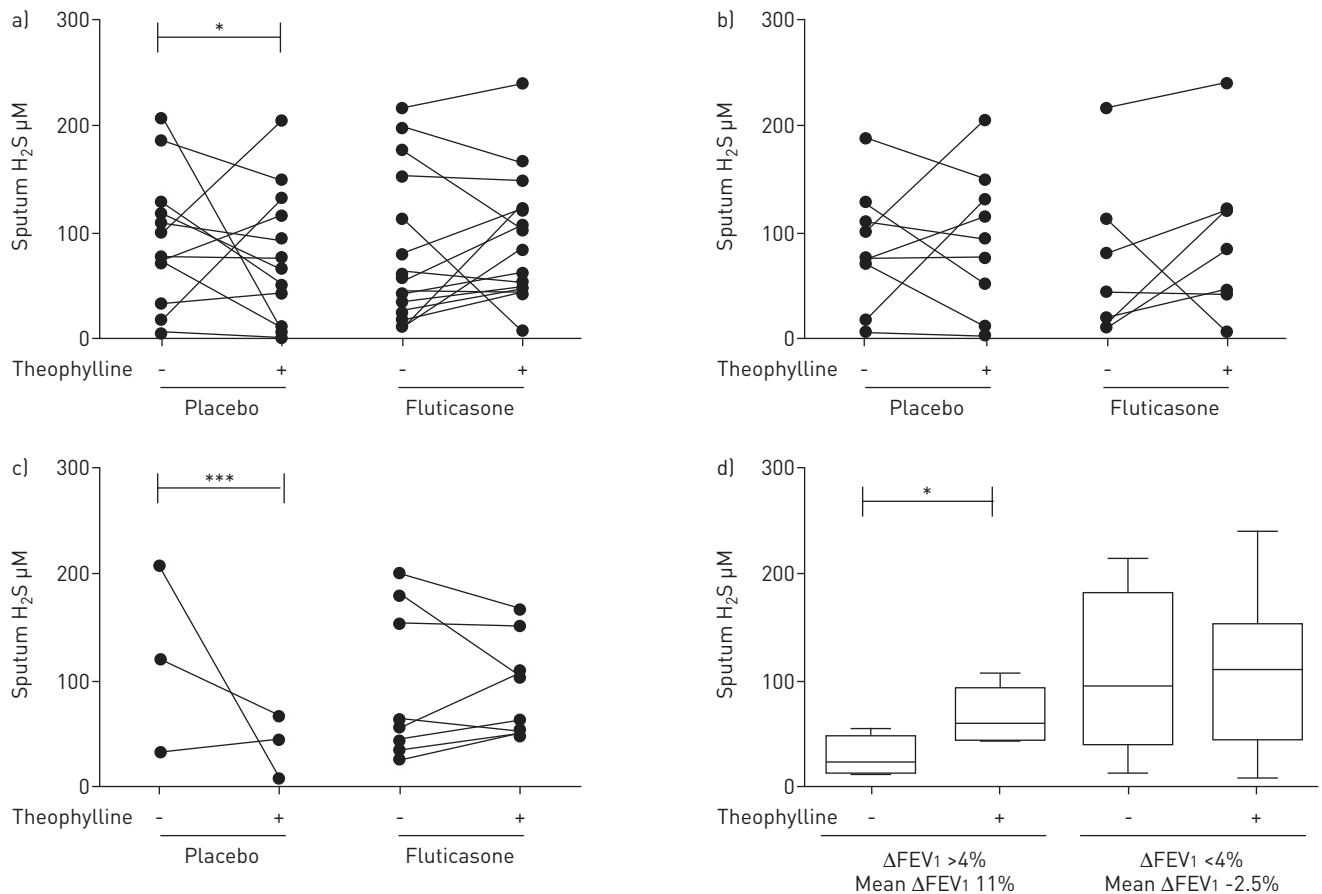 a)
300
200
100
0
Sputum H₂S µM
*
Theophylline - + - +
Placebo Fluticasone
b)
300
200
100
0
Sputum H₂S µM
Theophylline - + - +
Placebo Fluticasone
c)
300
200
100
0
Sputum H₂S µM
***
Theophylline - + - +
Placebo Fluticasone
d)
300
200
100
0
Sputum H₂S µM
*
Theophylline - + - +
ΔFEV1 >4% ΔFEV1 <4%
Mean ΔFEV1 11% Mean ΔFEV1 -2.5%